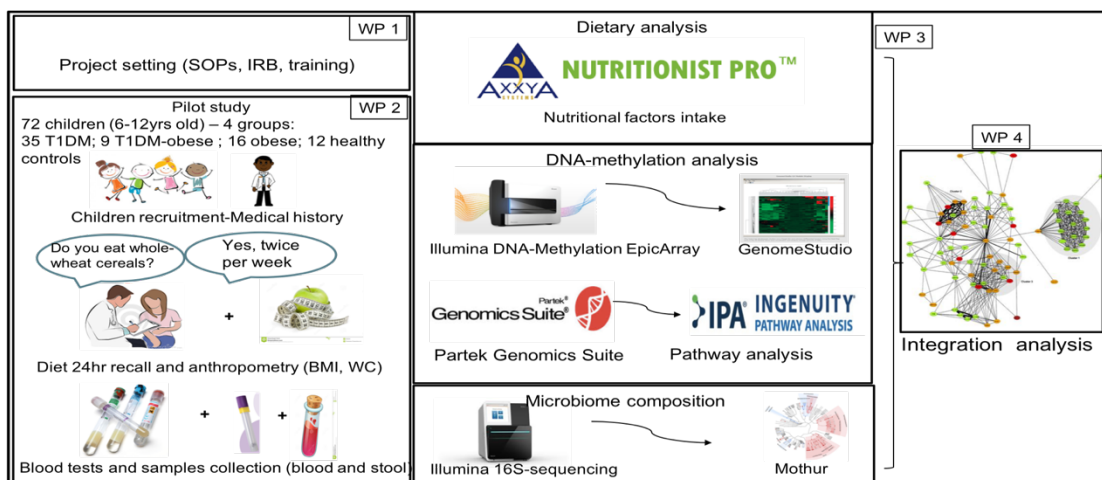 WP 1
Project setting (SOPs, IRB, training)
WP 2
Pilot study
72 children (6-12yrs old) – 4 groups:
35 T1DM; 9 T1DM-obese ; 16 obese; 12 healthy
controls
Children recruitment-Medical history
Do you eat whole-
wheat cereals?
Yes, twice
per week
+
Diet 24hr recall and anthropometry (BMI, WC)
+
+
Blood tests and samples collection (blood and stool)
Dietary analysis
AXXYA
SYSTEMS
NUTRITIONIST PRO™
Nutritional factors intake
DNA-methylation analysis
Illumina DNA-Methylation EpicArray
GenomeStudio
Partek®
GenomicsSuite®
Partek Genomics Suite
IPA® INGENUITY®
PATHWAY ANALYSIS
Pathway analysis
Microbiome composition
Illumina 16S-sequencing
Mothur
WP 3
WP 4
Integration analysis